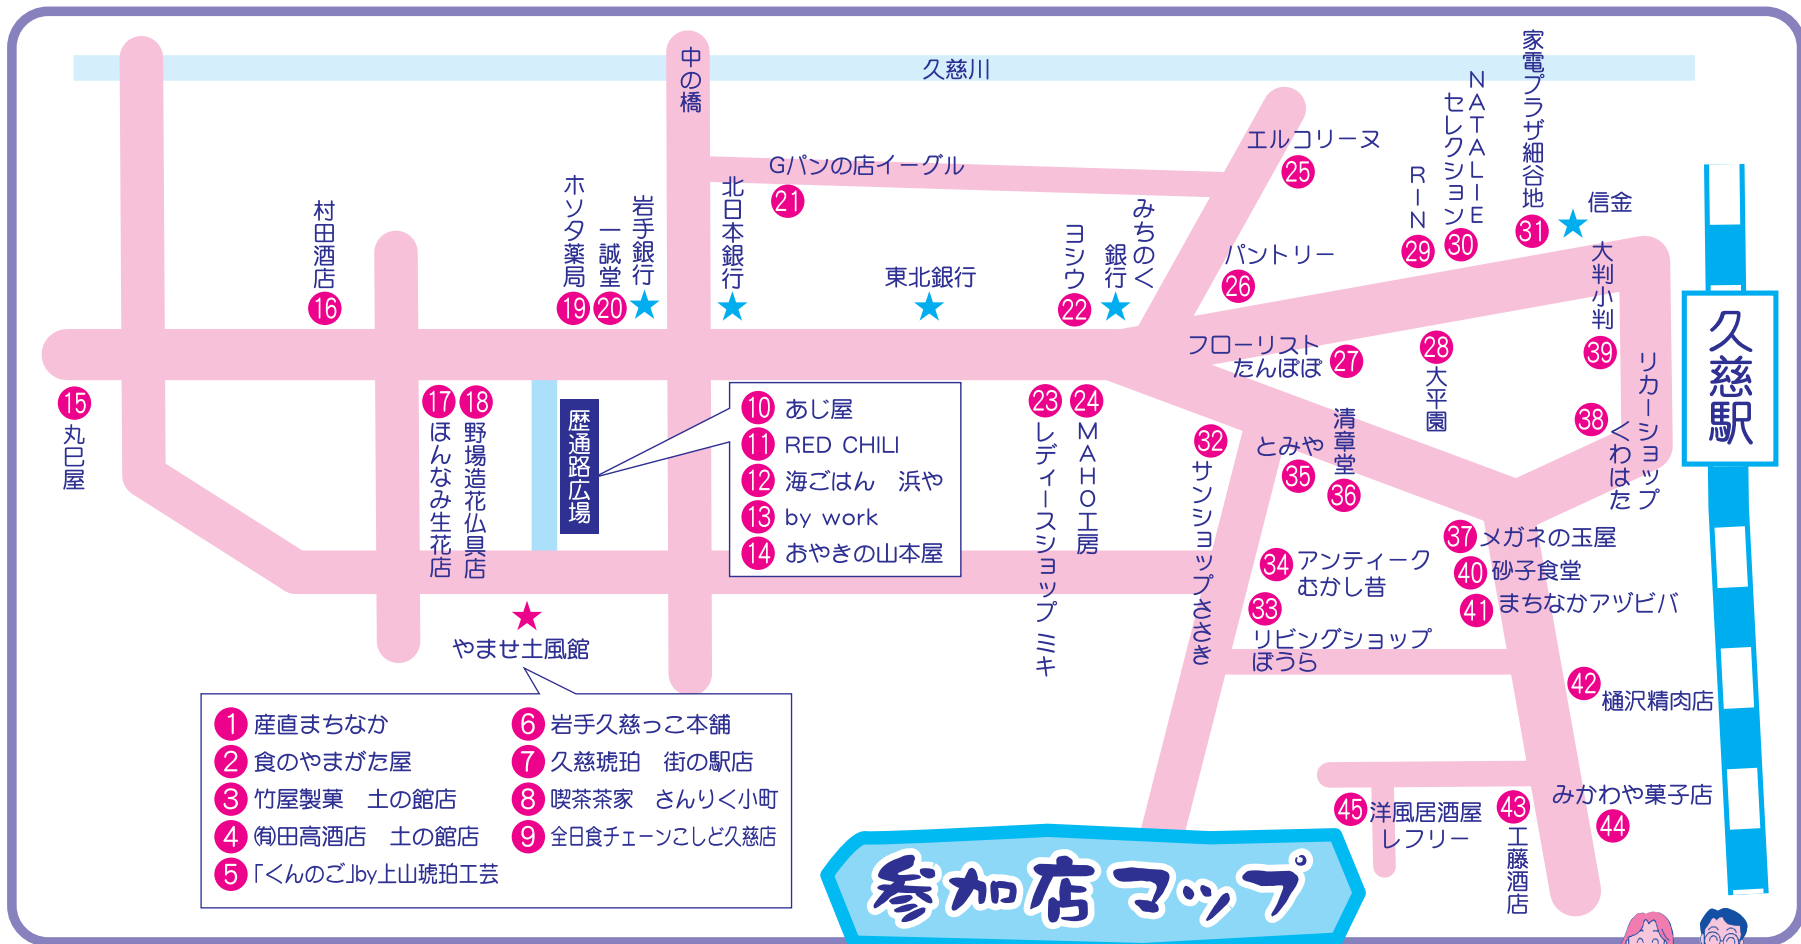 久慈川
中の橋
村田酒店
16
ホソタ薬局
19
一誠堂
20
岩手銀行
北日本銀行
Gパンの店イーグル
21
東北銀行
ヨシウ
22
みちのく
銀行
エルコリーヌ
25
パントリー
26
RIN
29
NATALIE
セレクション
30
家電プラザ細谷地
31
信金
大判小判
39
フローリスト
たんぽぽ
27
28
大平園
リカーショップ
くわはた
38
久慈駅
15
丸巳屋
17
ほんなみ生花店
18
野場造花仏具店
歴通路広場
10 あじ屋
11 RED CHILI
12 海ごはん 浜や
13 by work
14 おやきの山本屋
23
レディースショップ ミキ
24
MAHO工房
32
サンショップささき
とみや
35
清章堂
36
37 メガネの玉屋
40 砂子食堂
41 まちなかアヅビバ
34 アンティーク
むかし昔
33
リビングショップ
ぼうら
42
樋沢精肉店
みかわや菓子店
44
43
工藤酒店
45 洋風居酒屋
レフリー
やませ土風館
1 産直まちなか
2 食のやまがた屋
3 竹屋製菓 土の館店
4 ㈲田高酒店 土の館店
5 「くんのこ」by上山琥珀工芸
6 岩手久慈っこ本舗
7 久慈琥珀 街の駅店
8 喫茶茶家 さんりく小町
9 全日食チェーンこしど久慈店
参加店マップ